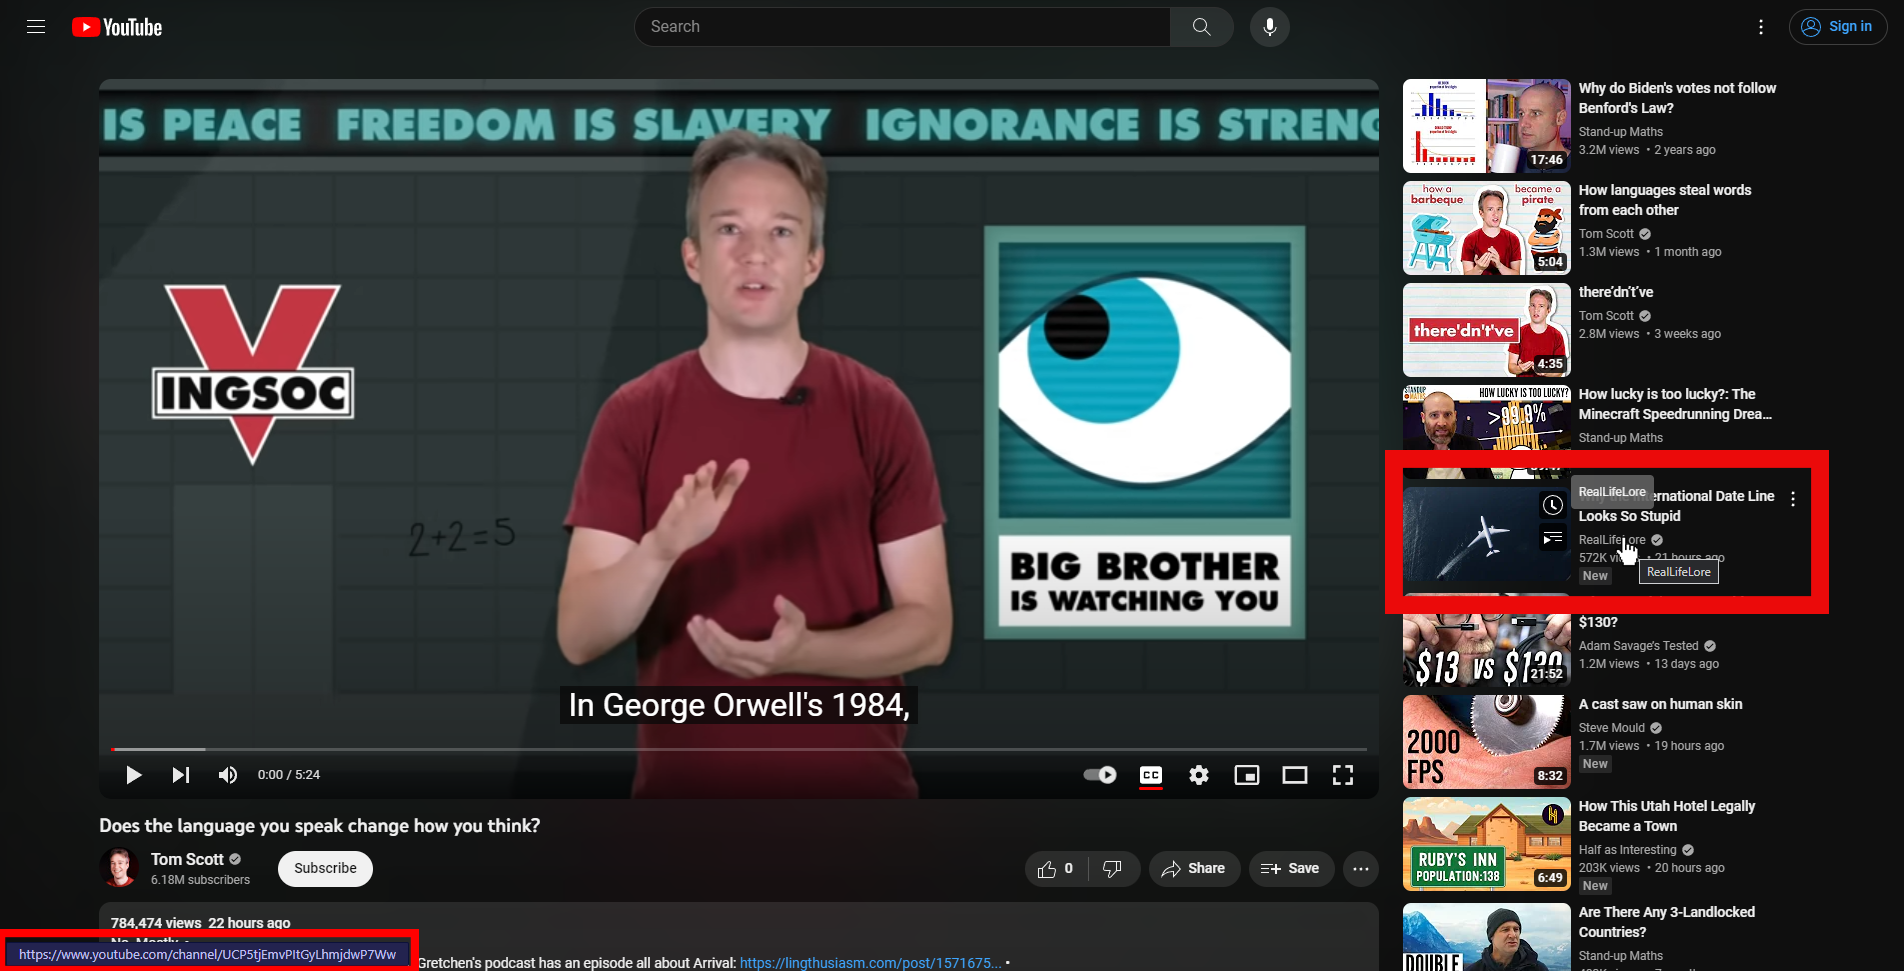 YouTube
Search
Sign in
IS PEACE FREEDOM IS SLAVERY IGNORANCE IS STRENG
INGSOC
2+2=5
BIG BROTHER
IS WATCHING YOU
In George Orwell's 1984,
0:00 / 5:24
CC
Does the language you speak change how you think?
Tom Scott
6.18M subscribers
Subscribe
0
Share
Save
784,474 views 22 hours ago
No. Mostly.
Gretchen's podcast has an episode all about Arrival: https://lingthusiasm.com/post/1571675... •
https://www.youtube.com/channel/UCP5tjEmvPItGyLhmjdwP7Ww
17:46
Why do Biden's votes not follow
Benford's Law?
Stand-up Maths
3.2M views • 2 years ago
how a
barbeque
became a
pirate
5:04
How languages steal words
from each other
Tom Scott
1.3M views • 1 month ago
there'dn't've
4:35
there'dn't've
Tom Scott
2.8M views • 3 weeks ago
STANDUP
MATHS
HOW LUCKY IS TOO LUCKY?
>99.9%
How lucky is too lucky?: The
Minecraft Speedrunning Drea...
Stand-up Maths
RealLifeLore
Why the International Date Line
Looks So Stupid
RealLifeLore
572K views • 21 hours ago
New
RealLifeLore
$13 VS $130
21:52
$130?
Adam Savage's Tested
1.2M views • 13 days ago
2000
FPS
8:32
A cast saw on human skin
Steve Mould
1.7M views • 19 hours ago
New
RUBY'S INN
POPULATION:138
6:49
How This Utah Hotel Legally
Became a Town
Half as Interesting
203K views • 20 hours ago
New
DOUBLE
Are There Any 3-Landlocked
Countries?
Stand-up Maths